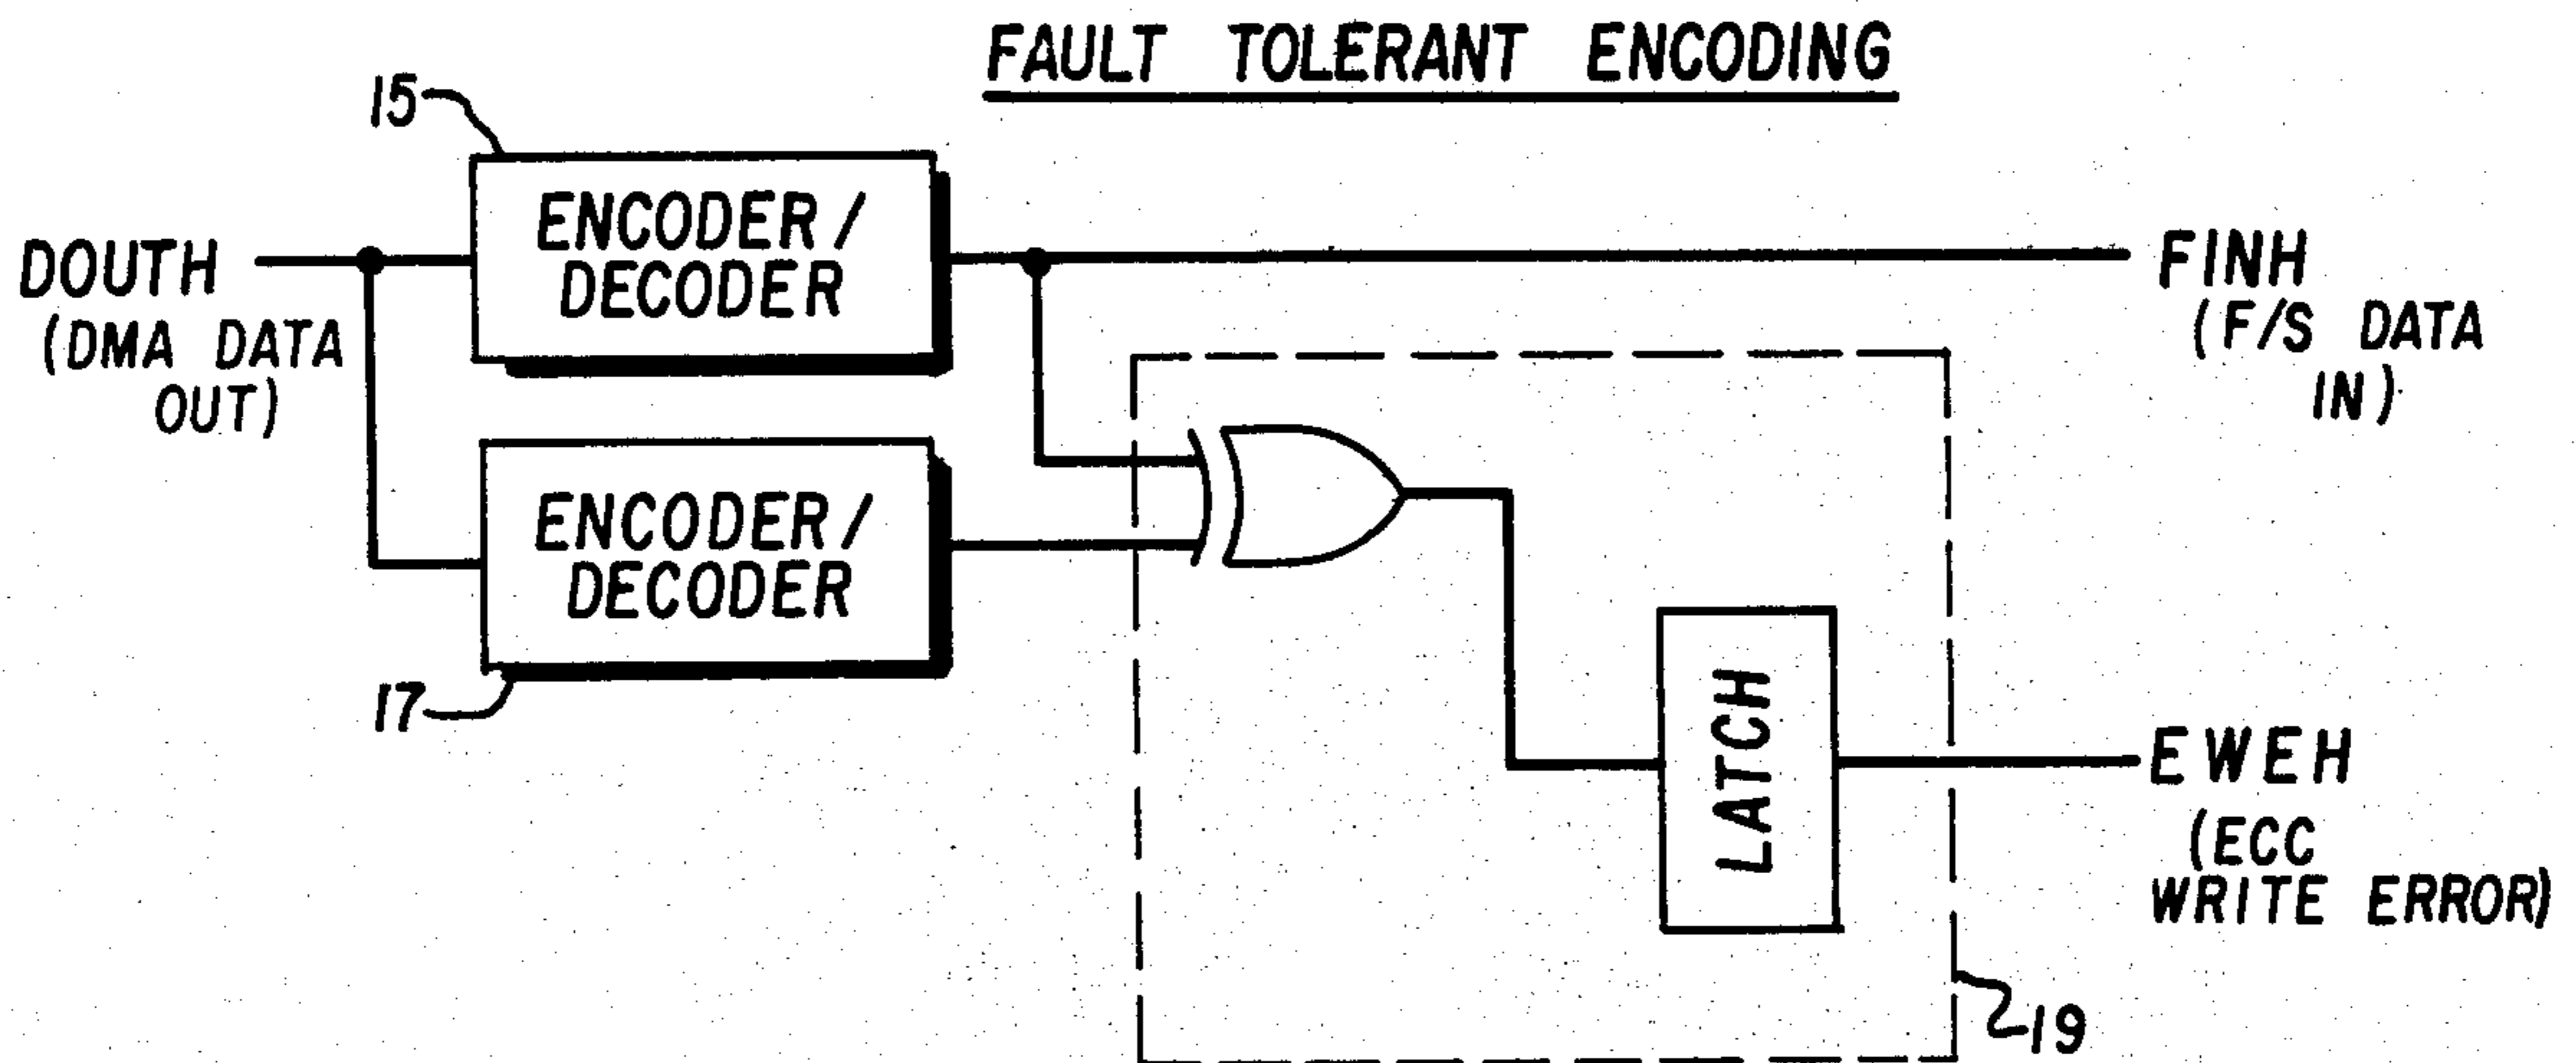 FAULT TOLERANT ENCODING
15
ENCODER /
DECODER
DOUTH
(DMA DATA
OUT)
FINH
(F/S DATA
IN)
ENCODER /
DECODER
17
LATCH
EWEH
(ECC
WRITE ERROR)
19